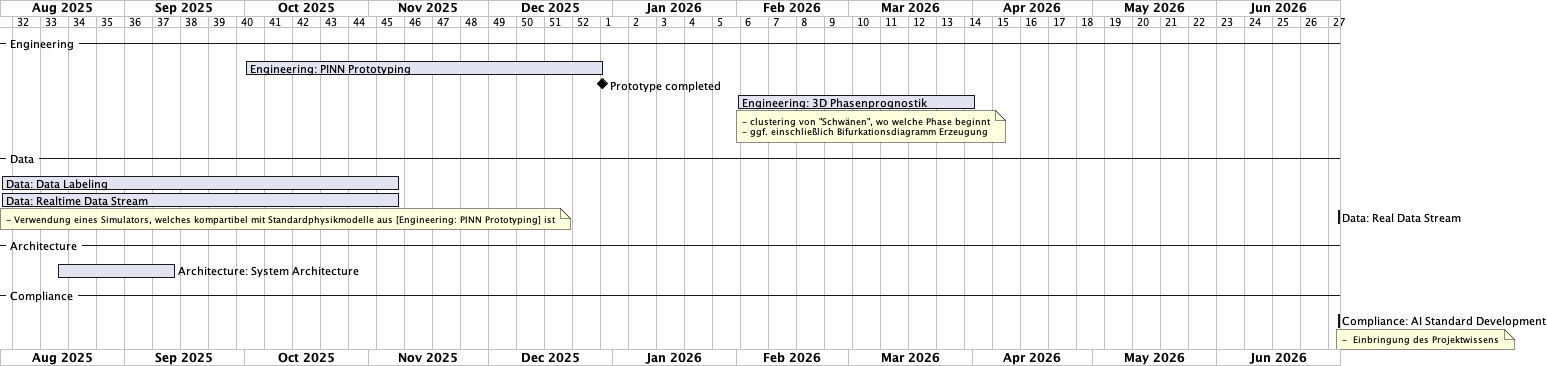 Aug 2025 Sep 2025 Oct 2025 Nov 2025 Dec 2025 Jan 2026 Feb 2026 Mar 2026 Apr 2026 May 2026 Jun 2026
32 33 34 35 36 37 38 39 40 41 42 43 44 45 46 47 48 49 50 51 52 1 2 3 4 5 6 7 8 9 10 11 12 13 14 15 16 17 18 19 20 21 22 23 24 25 26 27
Engineering
Engineering: PINN Prototyping
Prototype completed
Engineering: 3D Phasenprognostik
- clustering von "Schwänen", wo welche Phase beginnt
- ggf. einschließlich Bifurkationsdiagramm Erzeugung
Data
Data: Data Labeling
Data: Realtime Data Stream
- Verwendung eines Simulators, welches kompartibel mit Standardphysikmodelle aus [Engineering: PINN Prototyping] ist
Data: Real Data Stream
Architecture
Architecture: System Architecture
Compliance
Compliance: AI Standard Development
- Einbringung des Projektwissens
Aug 2025 Sep 2025 Oct 2025 Nov 2025 Dec 2025 Jan 2026 Feb 2026 Mar 2026 Apr 2026 May 2026 Jun 2026